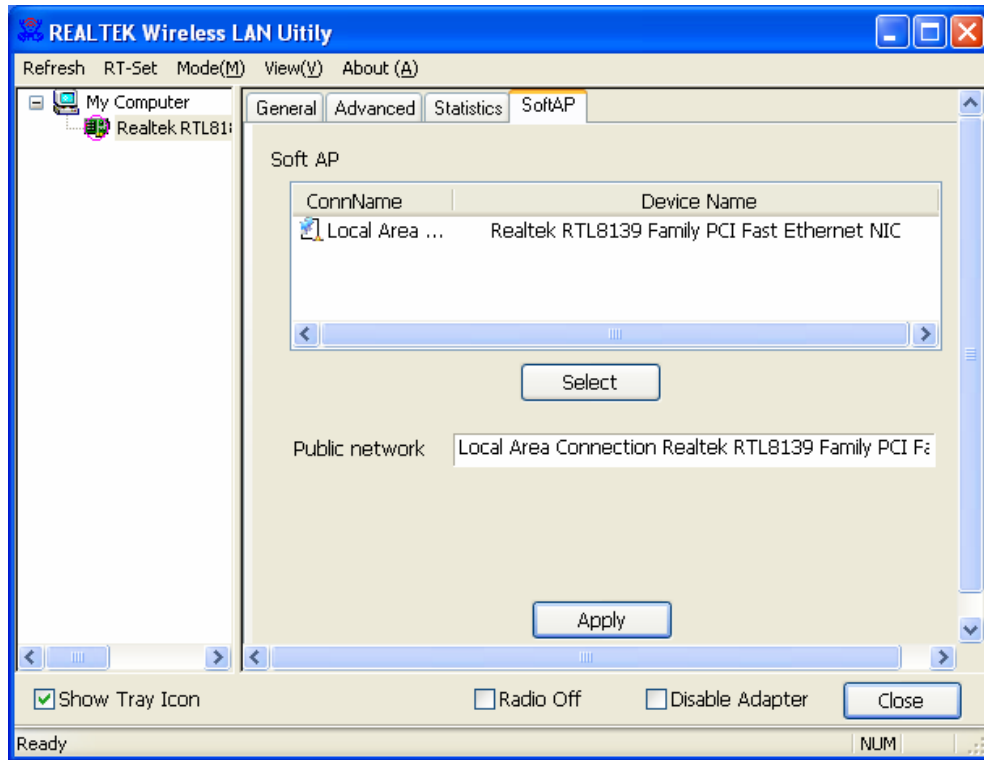 REALTEK Wireless LAN Uitily
Refresh RT-Set Mode(M) View(V) About (A)
My Computer
Realtek RTL818
General Advanced Statistics SoftAP
Soft AP
ConnName Device Name
Local Area ... Realtek RTL8139 Family PCI Fast Ethernet NIC
Select
Public network Local Area Connection Realtek RTL8139 Family PCI Fa
Apply
Show Tray Icon Radio Off Disable Adapter Close
Ready NUM